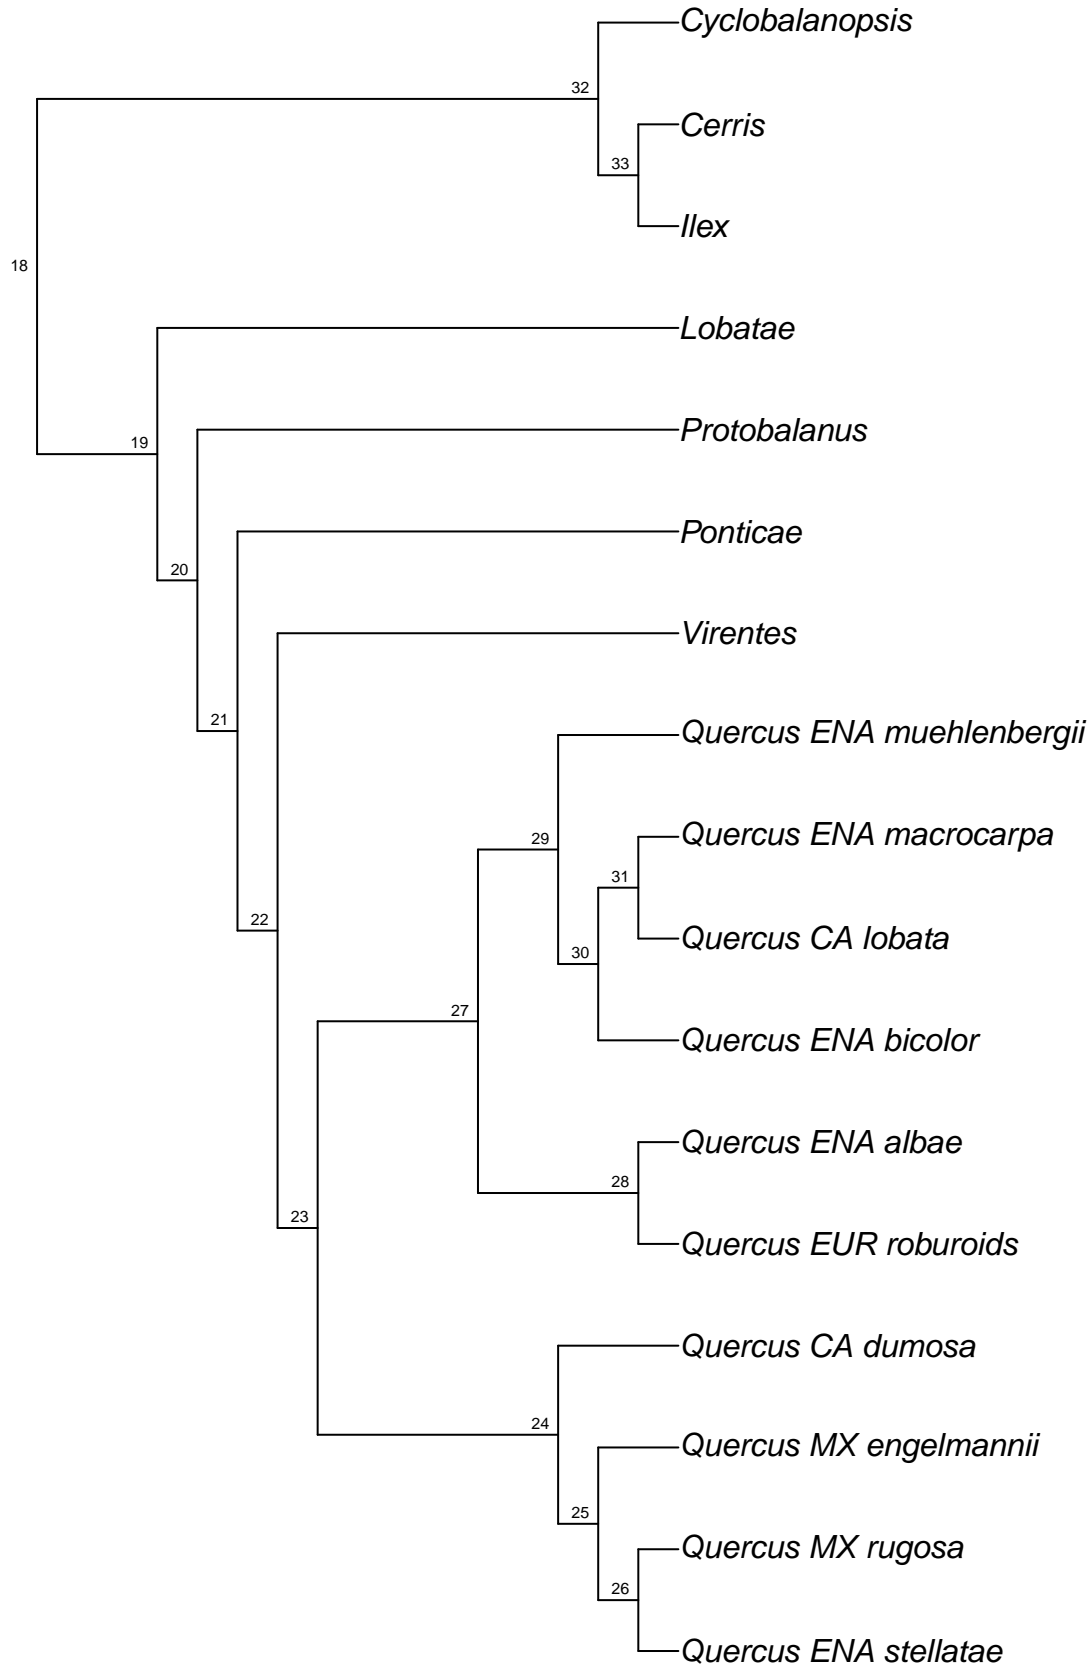 Cyclobalanopsis
32
Cerris
33
Ilex
18
Lobatae
Protobalanus
19
Ponticae
20
Virentes
21
Quercus ENA muehlenbergii
Quercus ENA macrocarpa
29
31
22
Quercus CA lobata
30
27
Quercus ENA bicolor
Quercus ENA albae
28
23
Quercus EUR roburoids
Quercus CA dumosa
24
Quercus MX engelmannii
25
Quercus MX rugosa
26
Quercus ENA stellatae